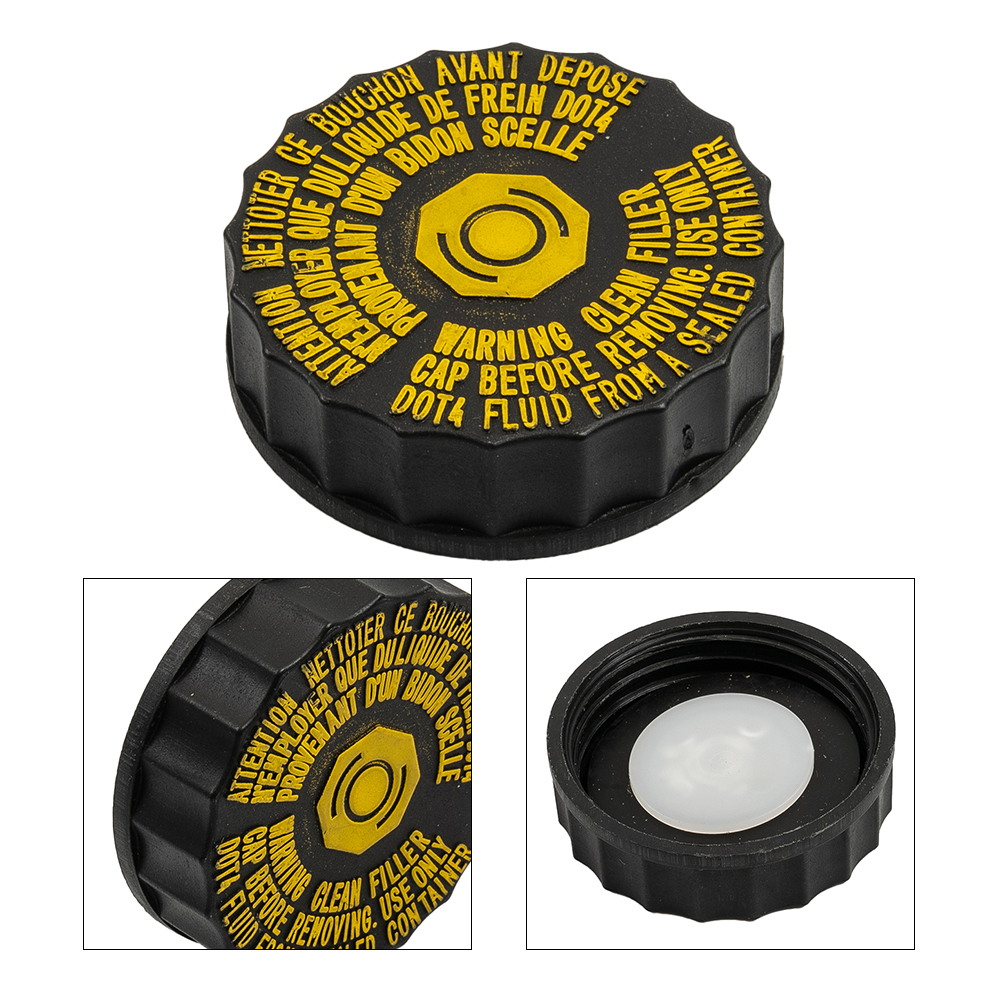 ATTENTION NETTOTER CE BOUCHON AVANT DEPOSE
N'EMPLOYER QUE DULIQUIDE DE FREIN DOT4
PROVENANT D'UN BIDON SCELLE
WARNING CLEAN FILLER
CAP BEFORE REMOVING. USE ONLY
DOT4 FLUID FROM A SEALED CONTAINER
ATTENTION NETTOTER CE BOUCHON
N'EMPLOYER QUE DULIQUIDE DE
PROVENANT D'UN BIDON SCELLE
WARNING CLEAN FILLER
CAP BEFORE REMOVING. USE ONLY
DOT4 FLUID CONTAINER